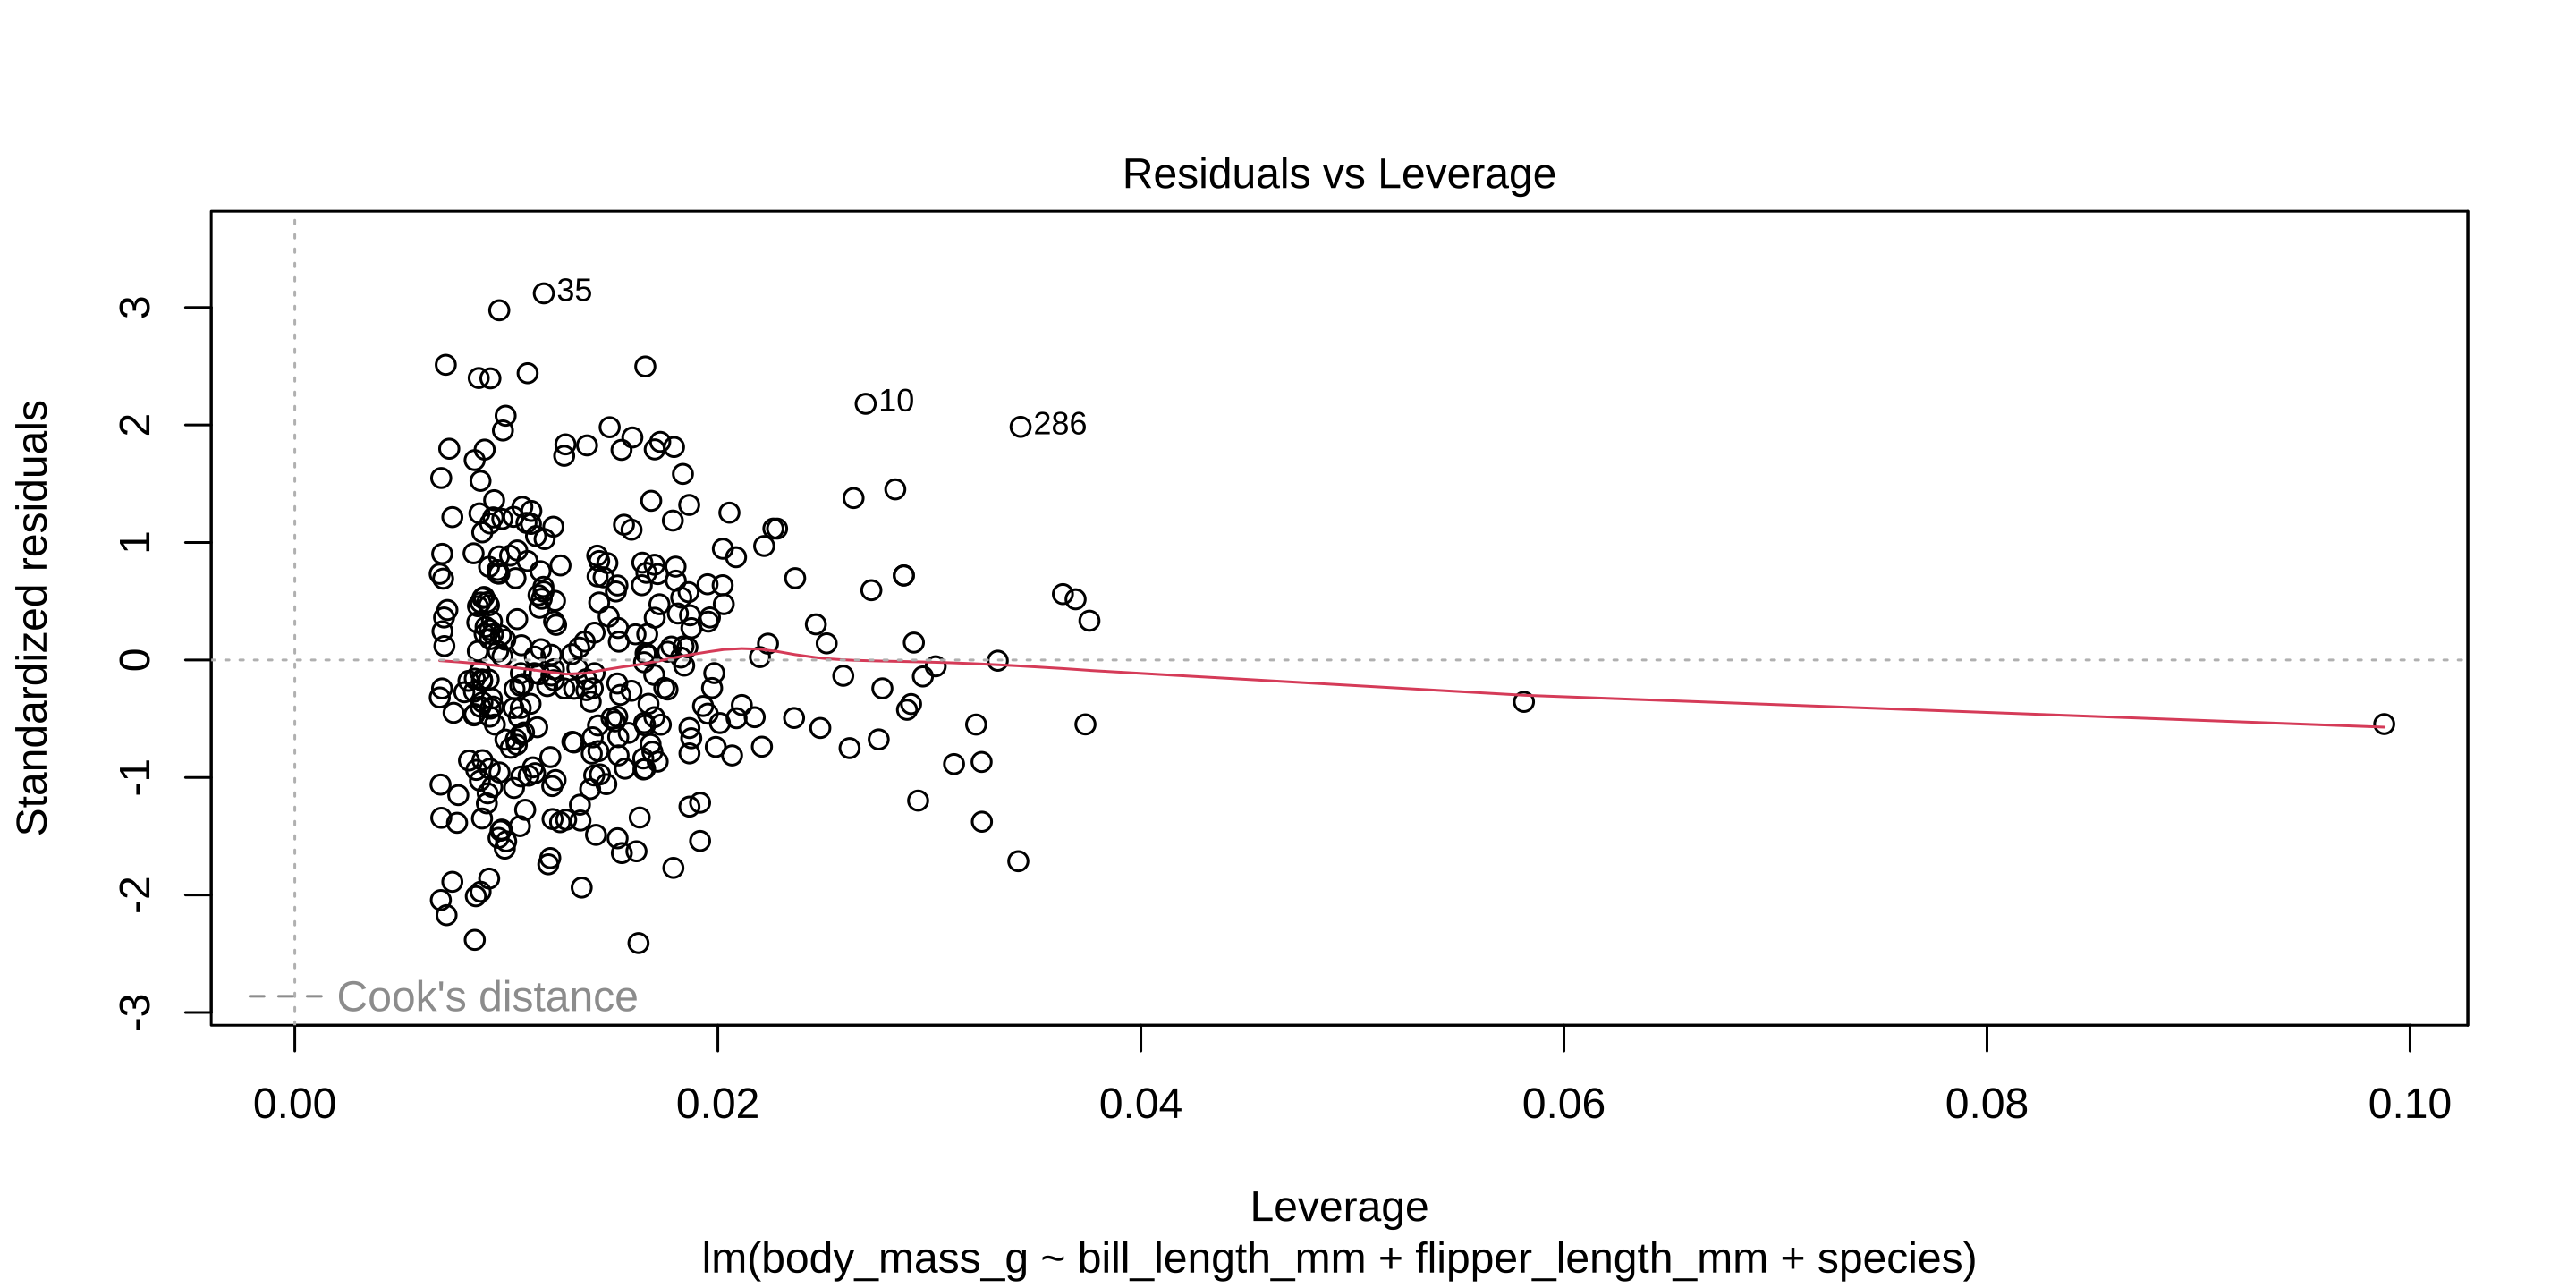 Residuals vs Leverage
35
10
286
3
2
1
0
-1
-2
-3
Standardized residuals
Cook's distance
0.00 0.02 0.04 0.06 0.08 0.10
Leverage
lm(body_mass_g ~ bill_length_mm + flipper_length_mm + species)